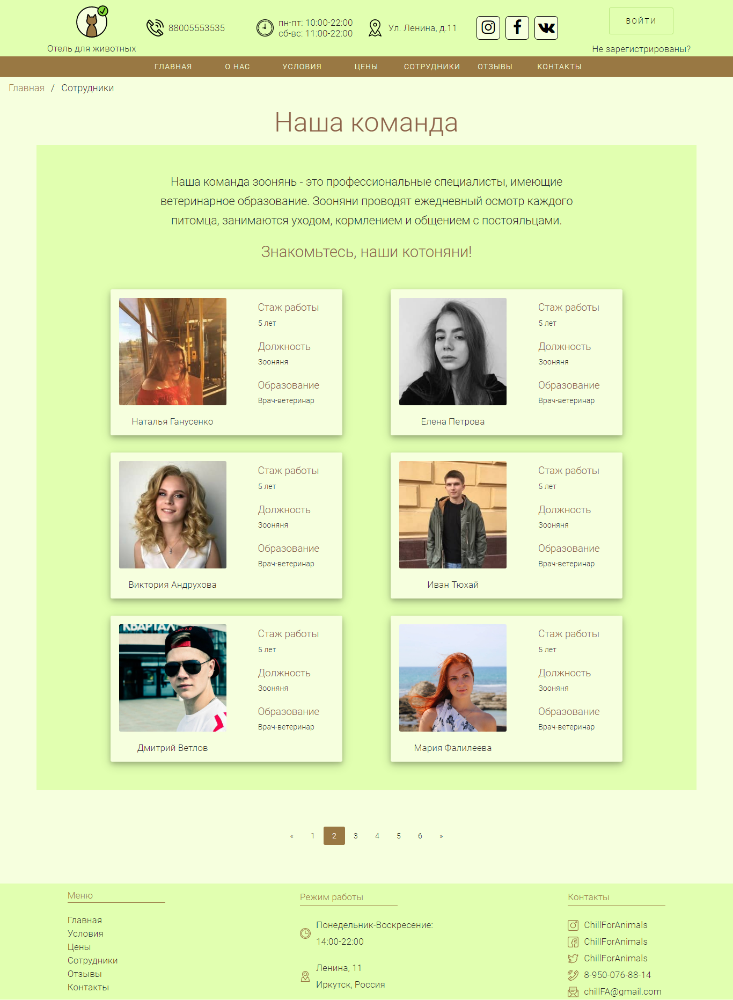 Отель для животных
88005553535
пн-пт: 10:00-22:00
сб-вс: 11:00-22:00
Ул. Ленина, д.11
ВОЙТИ
Не зарегистрированы?
ГЛАВНАЯ О НАС УСЛОВИЯ ЦЕНЫ СОТРУДНИКИ ОТЗЫВЫ КОНТАКТЫ
Главная / Сотрудники
Наша команда
Наша команда зоонянь - это профессиональные специалисты, имеющие
ветеринарное образование. Зооняни проводят ежедневный осмотр каждого
питомца, занимаются уходом, кормлением и общением с постояльцами.
Знакомьтесь, наши котоняни!
Стаж работы
5 лет
Должность
Зооняня
Образование
Врач-ветеринар
Наталья Ганусенко
Стаж работы
5 лет
Должность
Зооняня
Образование
Врач-ветеринар
Елена Петрова
Стаж работы
5 лет
Должность
Зооняня
Образование
Врач-ветеринар
Виктория Андрухова
Стаж работы
5 лет
Должность
Зооняня
Образование
Врач-ветеринар
Иван Тюхай
КВАРТАЛ
Стаж работы
5 лет
Должность
Зооняня
Образование
Врач-ветеринар
Дмитрий Ветлов
Стаж работы
5 лет
Должность
Зооняня
Образование
Врач-ветеринар
Мария Фалилеева
« 1 2 3 4 5 6 »
Меню
Главная
Условия
Цены
Сотрудники
Отзывы
Контакты
Режим работы
Понедельник-Воскресение:
14:00-22:00
Ленина, 11
Иркутск, Россия
Контакты
ChillForAnimals
ChillForAnimals
ChillForAnimals
8-950-076-88-14
chillFA@gmail.com